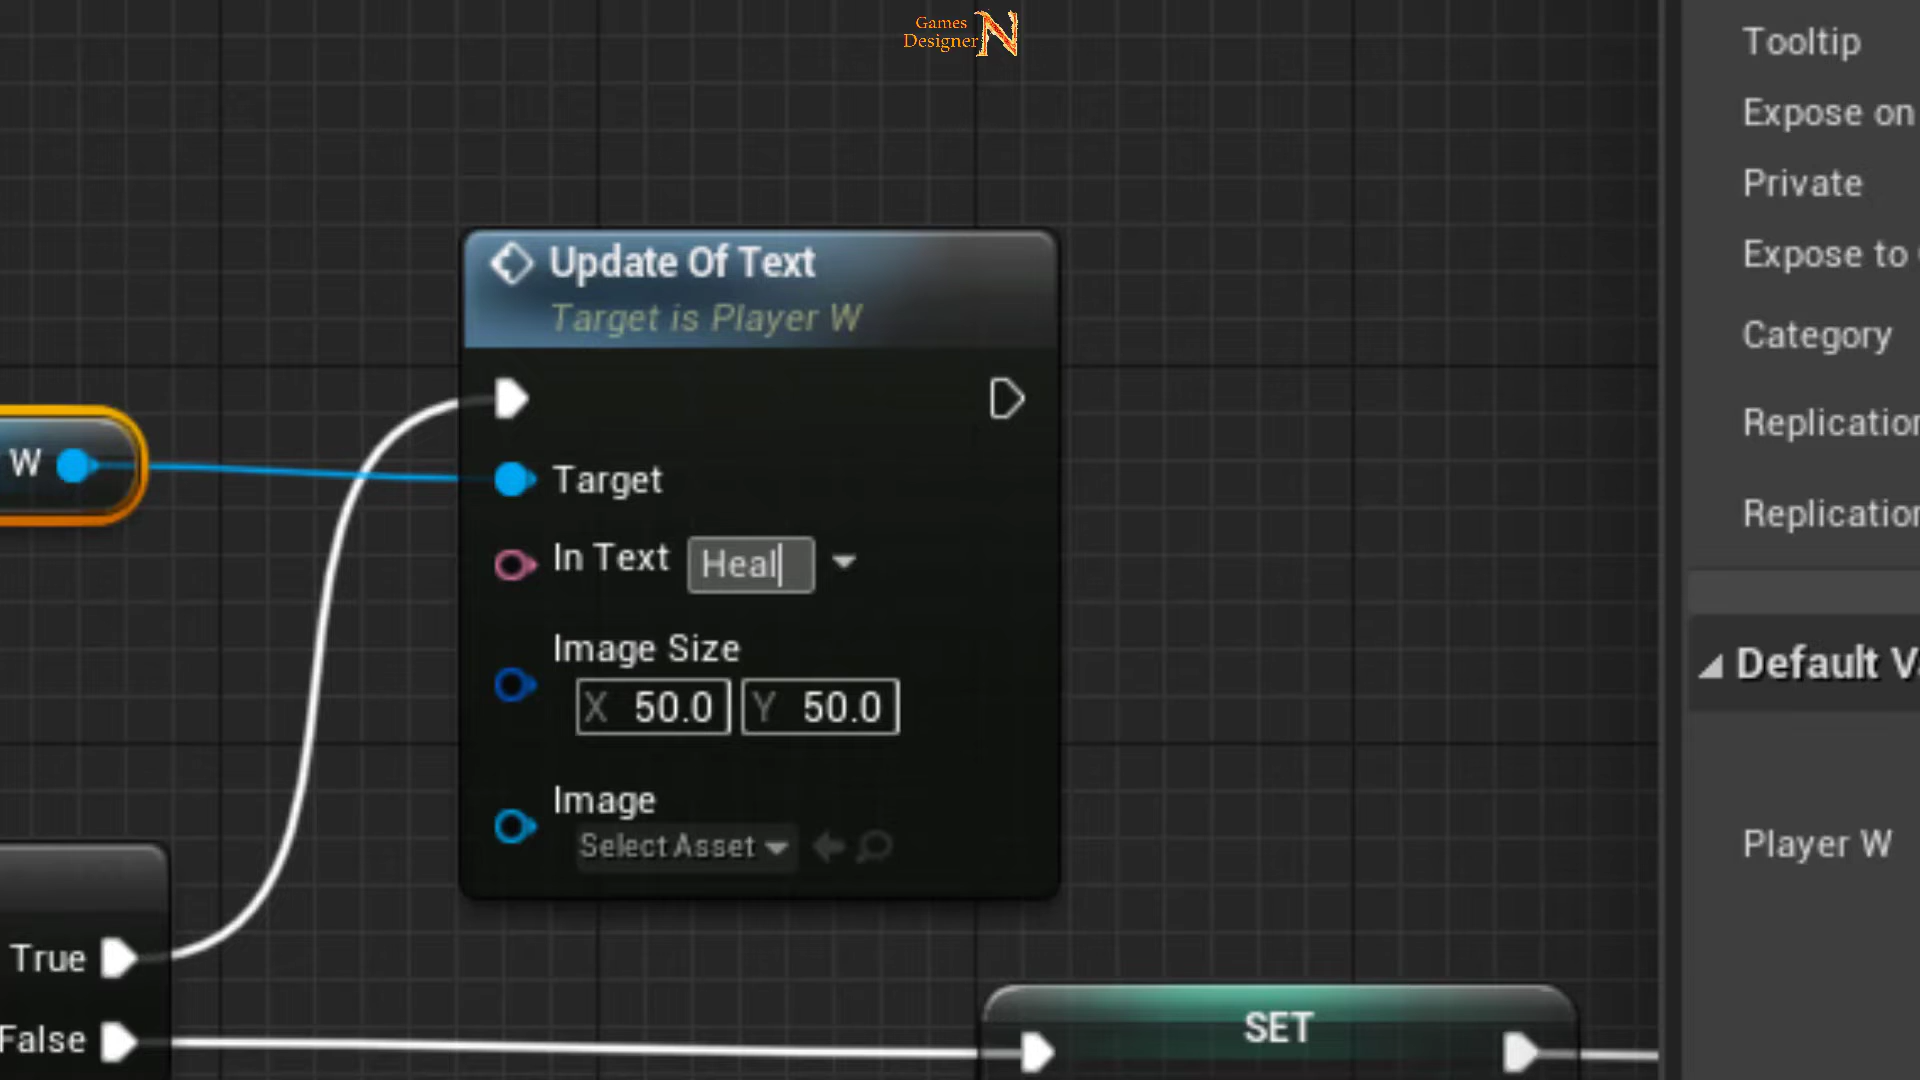 Games
Designer N
Tooltip
Expose on
Private
Expose to
Category
Replication
Replication
Default Va
Player W
Update Of Text
Target is Player W
W
Target
In Text Heal
Image Size
X 50.0 Y 50.0
Image
Select Asset
True
False
SET